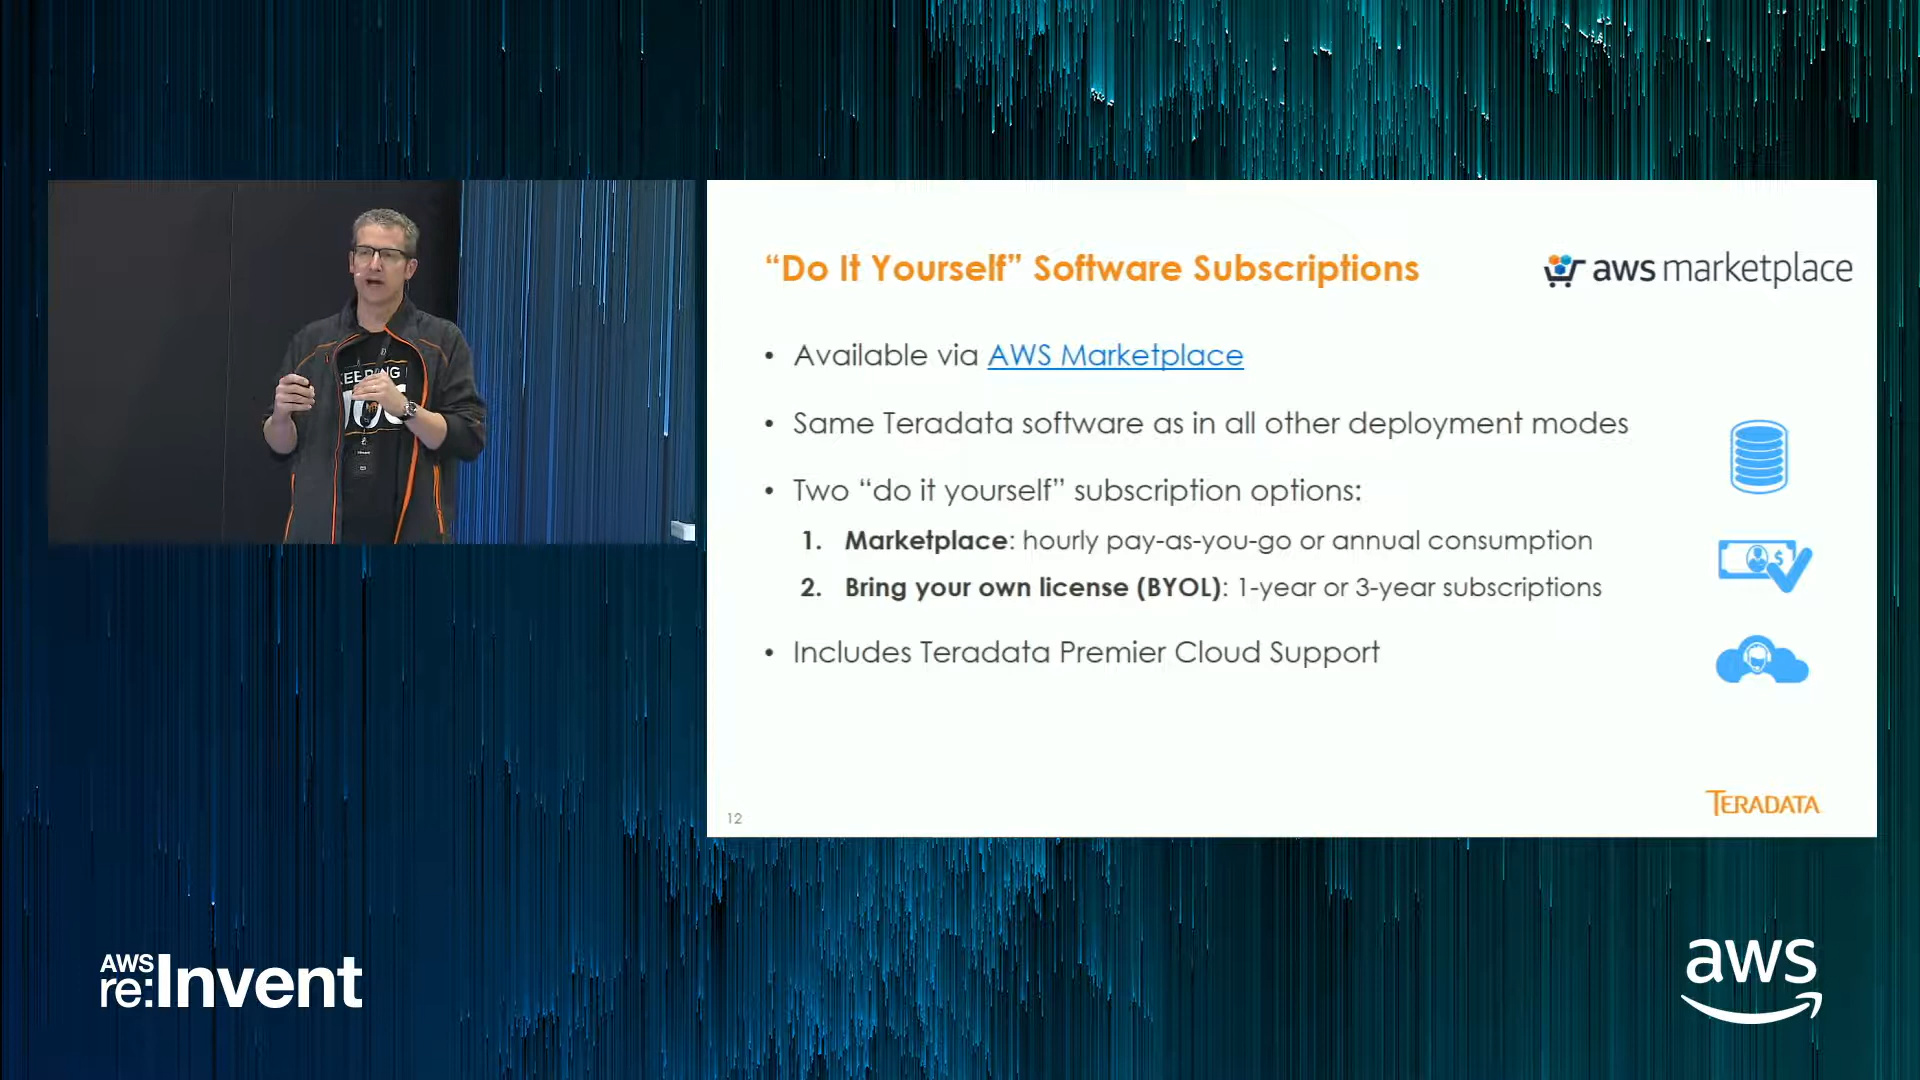 "Do It Yourself" Software Subscriptions
aws marketplace
• Available via AWS Marketplace
• Same Teradata software as in all other deployment modes
• Two "do it yourself" subscription options:
1. Marketplace: hourly pay-as-you-go or annual consumption
2. Bring your own license (BYOL): 1-year or 3-year subscriptions
• Includes Teradata Premier Cloud Support
12
TERADATA
AWS
re:Invent
aws